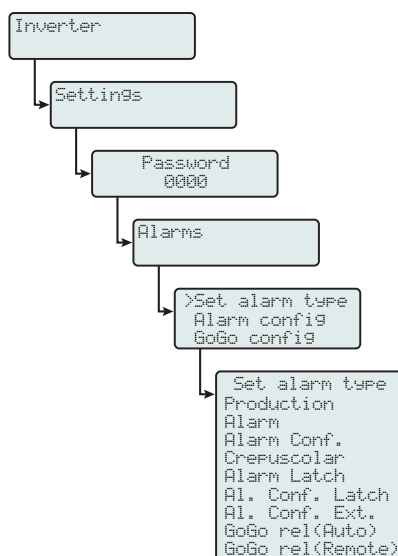 Inverter
Settings
Password
0000
Alarms
>Set alarm type
Alarm config
GoGo config
Set alarm type
Production
Alarm
Alarm Conf.
Crepuscolar
Alarm Latch
Al. Conf. Latch
Al. Conf. Ext.
GoGo rel(Auto)
GoGo rel(Remote)